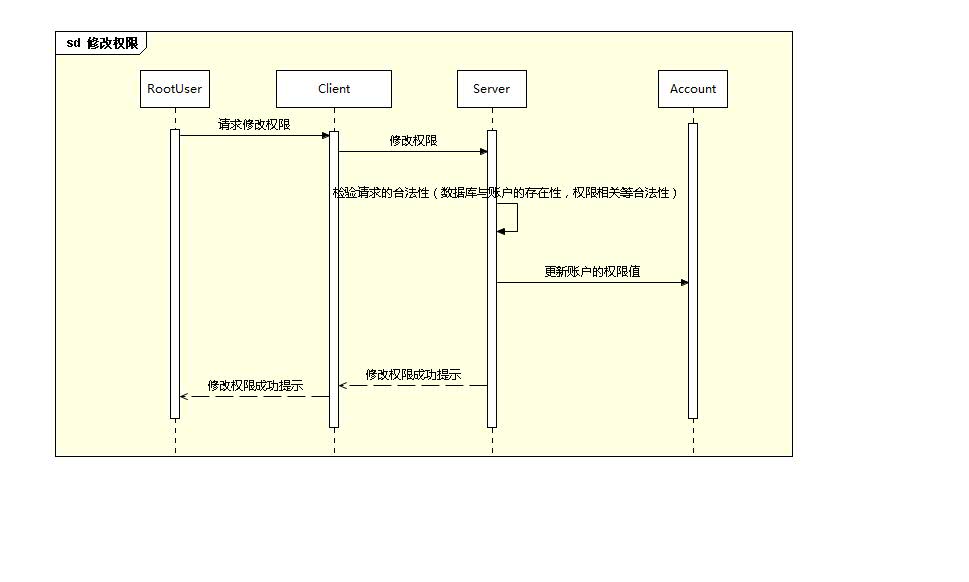 sd 修改权限
RootUser
Client
Server
Account
请求修改权限
修改权限
检验请求的合法性（数据库与账户的存在性，权限相关等合法性）
更新账户的权限值
修改权限成功提示
修改权限成功提示